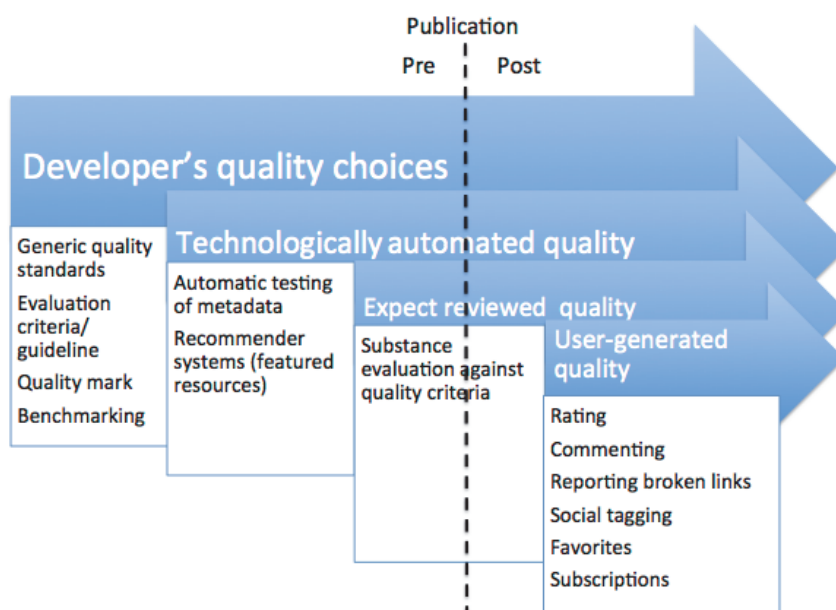 Publication
Pre Post
Developer's quality choices
Generic quality
standards
Evaluation
criteria/
guideline
Quality mark
Benchmarking
Technologically automated quality
Automatic testing
of metadata
Recommender
systems (featured
resources)
Expect reviewed quality
Substance
evaluation against
quality criteria
User-generated
quality
Rating
Commenting
Reporting broken links
Social tagging
Favorites
Subscriptions